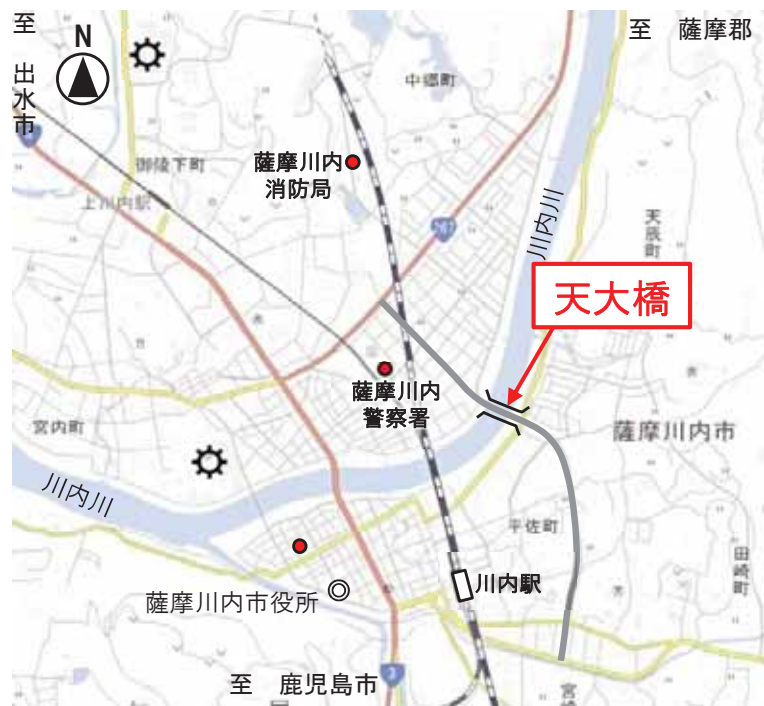 至 出水市
N
至 薩摩郡
中郷町
御陵下町
薩摩川内
消防局
上川内駅
川内川
天辰町
267
天大橋
薩摩川内
警察署
宮内町
薩摩川内市
川内川
平佐町
田崎町
川内駅
薩摩川内市役所
3
至 鹿児島市